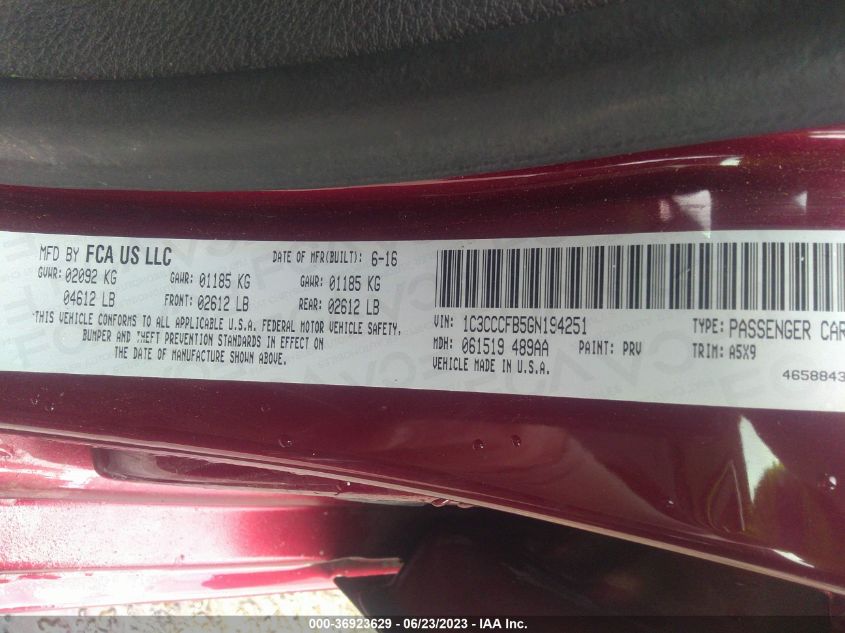 MFD BY FCA US LLC DATE OF MFR(BUILT): 6-16
GVWR: 02092 KG GAWR: 01185 KG GAWR: 01185 KG
04612 LB FRONT: 02612 LB REAR: 02612 LB
THIS VEHICLE CONFORMS TO ALL APPLICABLE U.S.A. FEDERAL MOTOR VEHICLE SAFETY,
BUMPER AND THEFT PREVENTION STANDARDS IN EFFECT ON
THE DATE OF MANUFACTURE SHOWN ABOVE.
VIN: 1C3CCCFB5GN194251 TYPE: PASSENGER CAR
MDH: 061519 489AA PAINT: PRV TRIM: A5X9
VEHICLE MADE IN U.S.A.
4658843
000-36923629 - 06/23/2023 - IAA Inc.